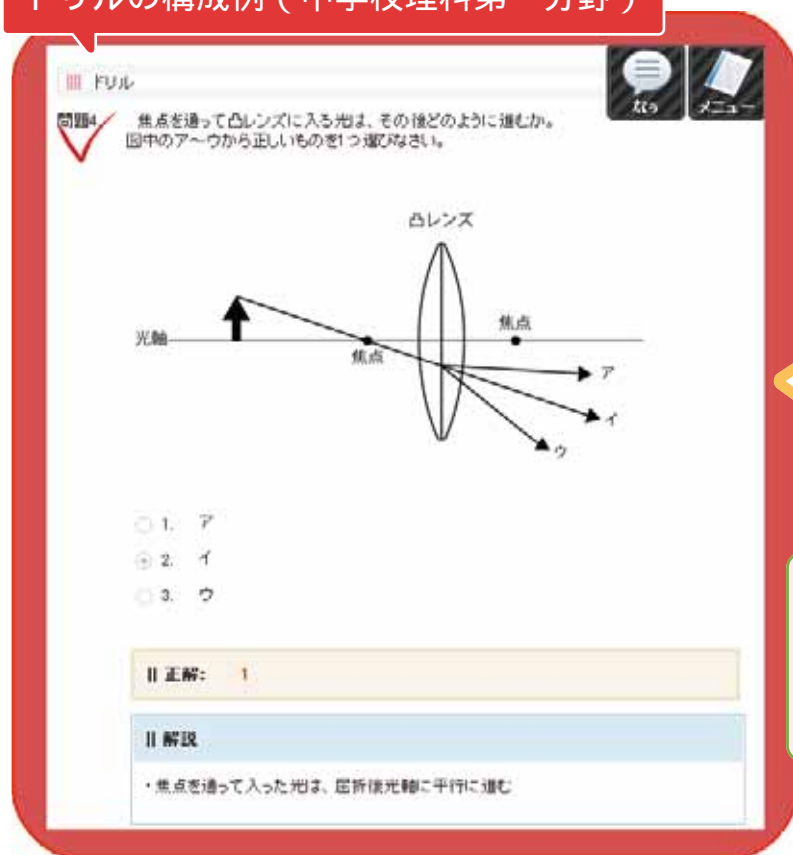 ドリルの構成例(中学校理科第一分野)
ドリル
メニュー
問題4 焦点を通って凸レンズに入る光は、その後どのように進むか。
図中のア～ウから正しいものを1つ選びなさい。
凸レンズ
光軸
焦点
焦点
ア
イ
ウ
1. ア
2. イ
3. ウ
|| 正解: 1
|| 解説
・焦点を通って入った光は、屈折後光軸に平行に進む